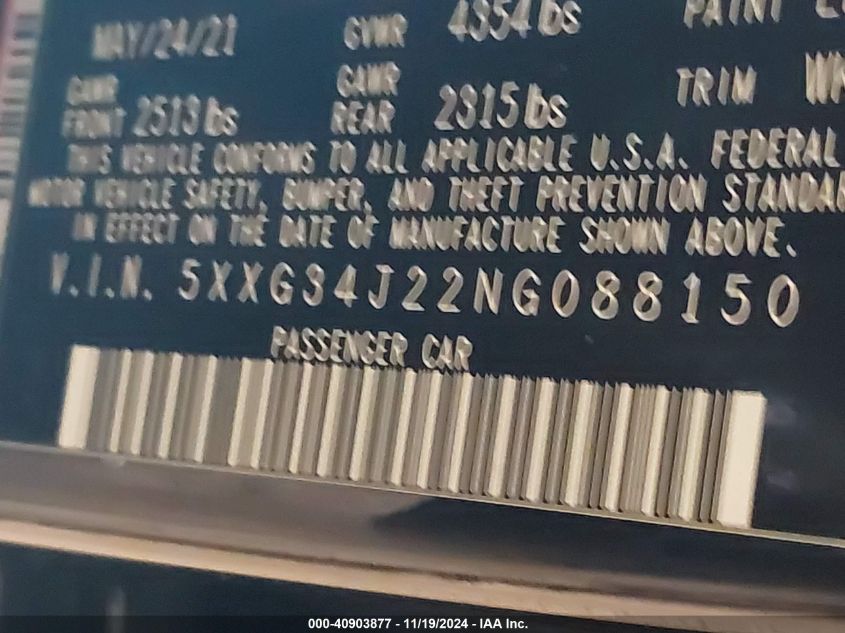 MAY/24/21 GVWR 4354 lbs PAINT
GAWR FRONT 2513 lbs GAWR REAR 2315 lbs TRIM
THIS VEHICLE CONFORMS TO ALL APPLICABLE U.S.A. FEDERAL
MOTOR VEHICLE SAFETY, BUMPER, AND THEFT PREVENTION STANDAR
IN EFFECT ON THE DATE OF MANUFACTURE SHOWN ABOVE.
V.I.N. 5XXG34J22NG088150
PASSENGER CAR
000-40903877 - 11/19/2024 - IAA Inc.